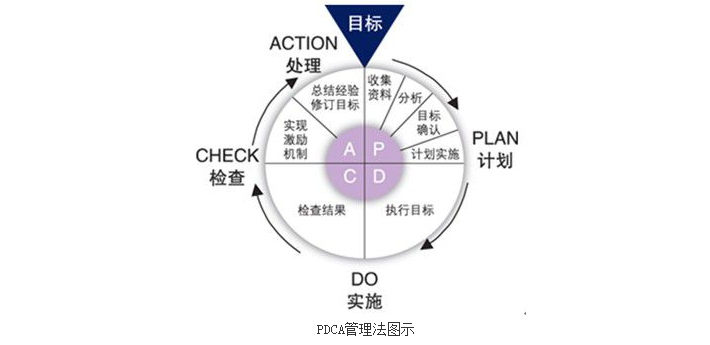 目标
ACTION
处理
收集
资料
分析
目标
确认
计划实施
总结经验
修订目标
实现
激励
机制
A
P
C
D
PLAN
计划
CHECK
检查
检查结果
执行目标
DO
实施
PDCA管理法图示